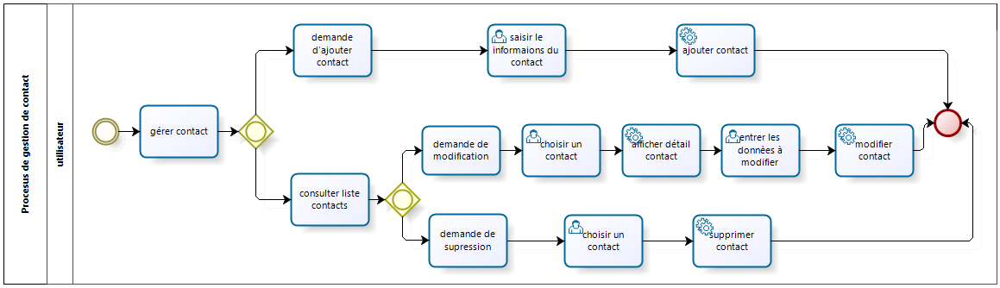 Procesus de gestion de contact
utilisateur
gérer contact
demande
d'ajouter
contact
saisir le
informaions du
contact
ajouter contact
consulter liste
contacts
demande de
modification
choisir un
contact
afficher détail
contact
entrer les
donnèes à
modifier
modifier
contact
demande de
supression
choisir un
contact
supprimer
contact